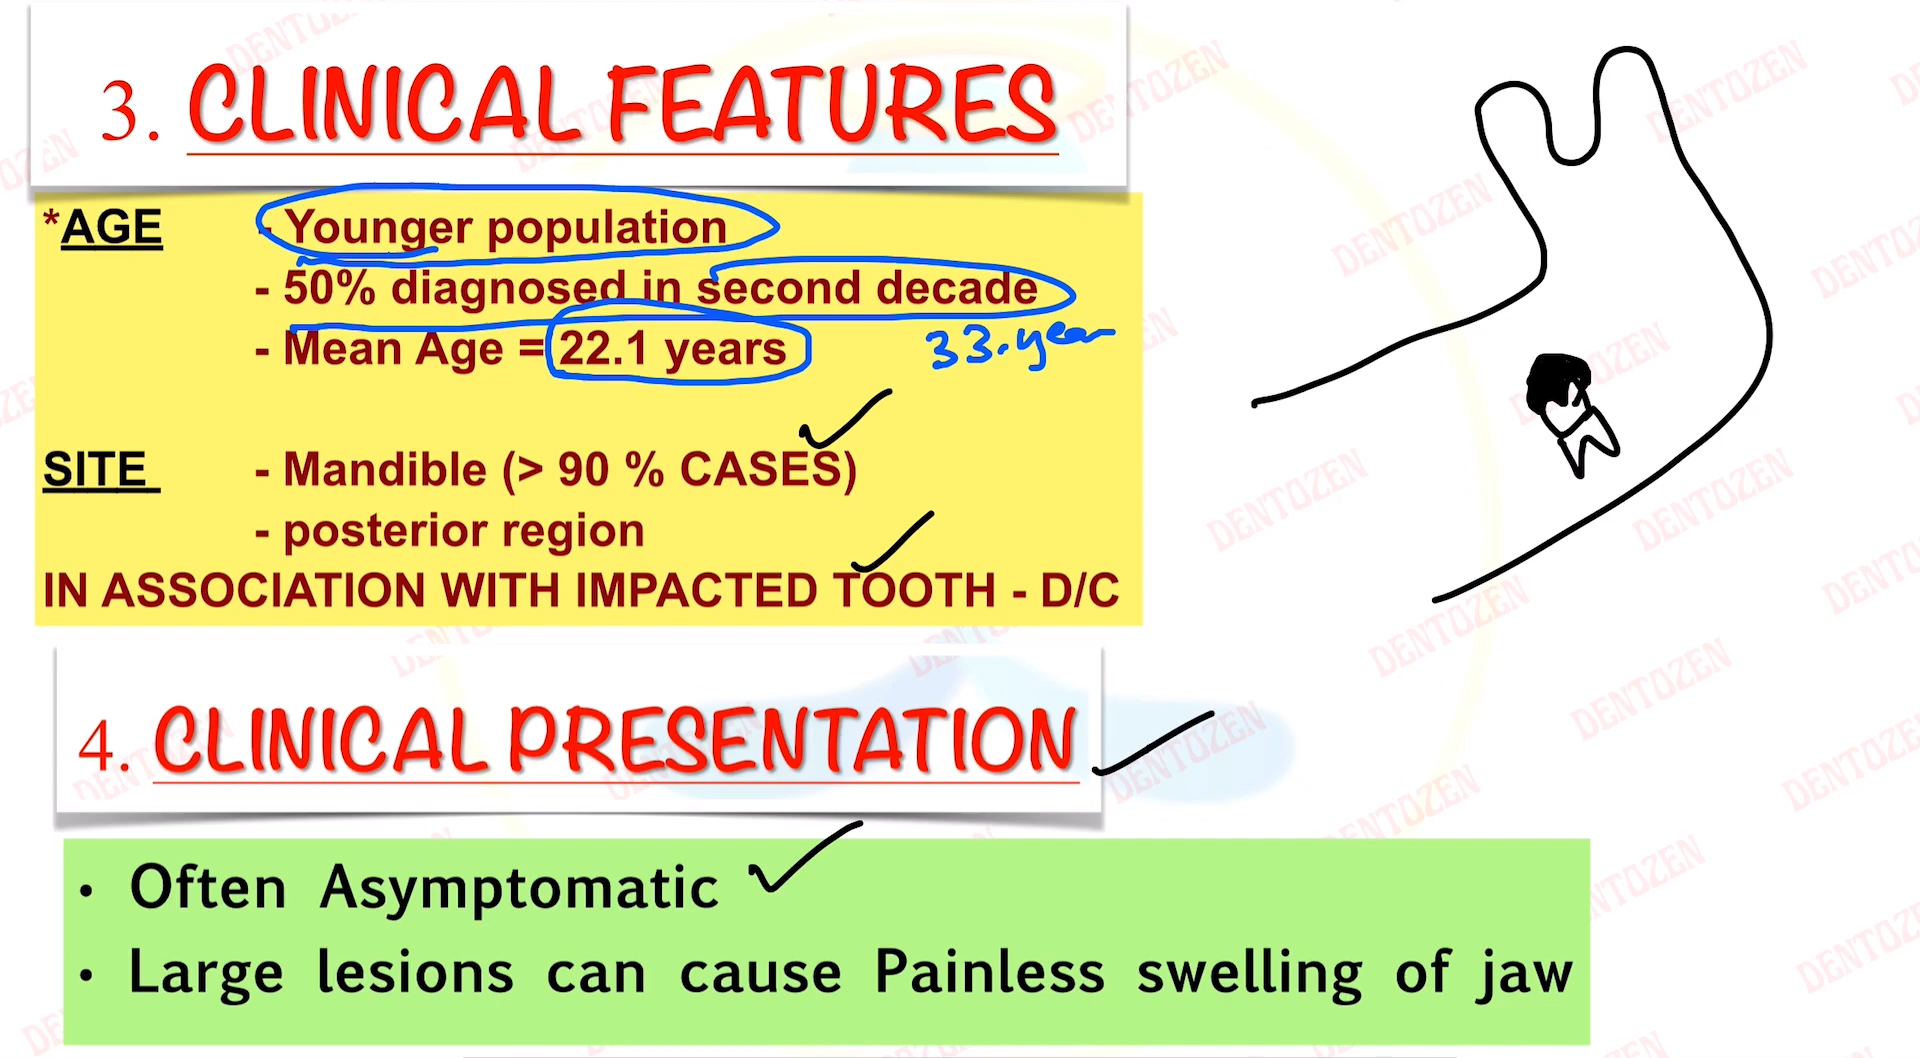 3. CLINICAL FEATURES
*AGE - Younger population
- 50% diagnosed in second decade
- Mean Age = 22.1 years 33.year
SITE - Mandible (> 90 % CASES)
- posterior region
IN ASSOCIATION WITH IMPACTED TOOTH - D/C
4. CLINICAL PRESENTATION
• Often Asymptomatic
• Large lesions can cause Painless swelling of jaw
DENTOZEN